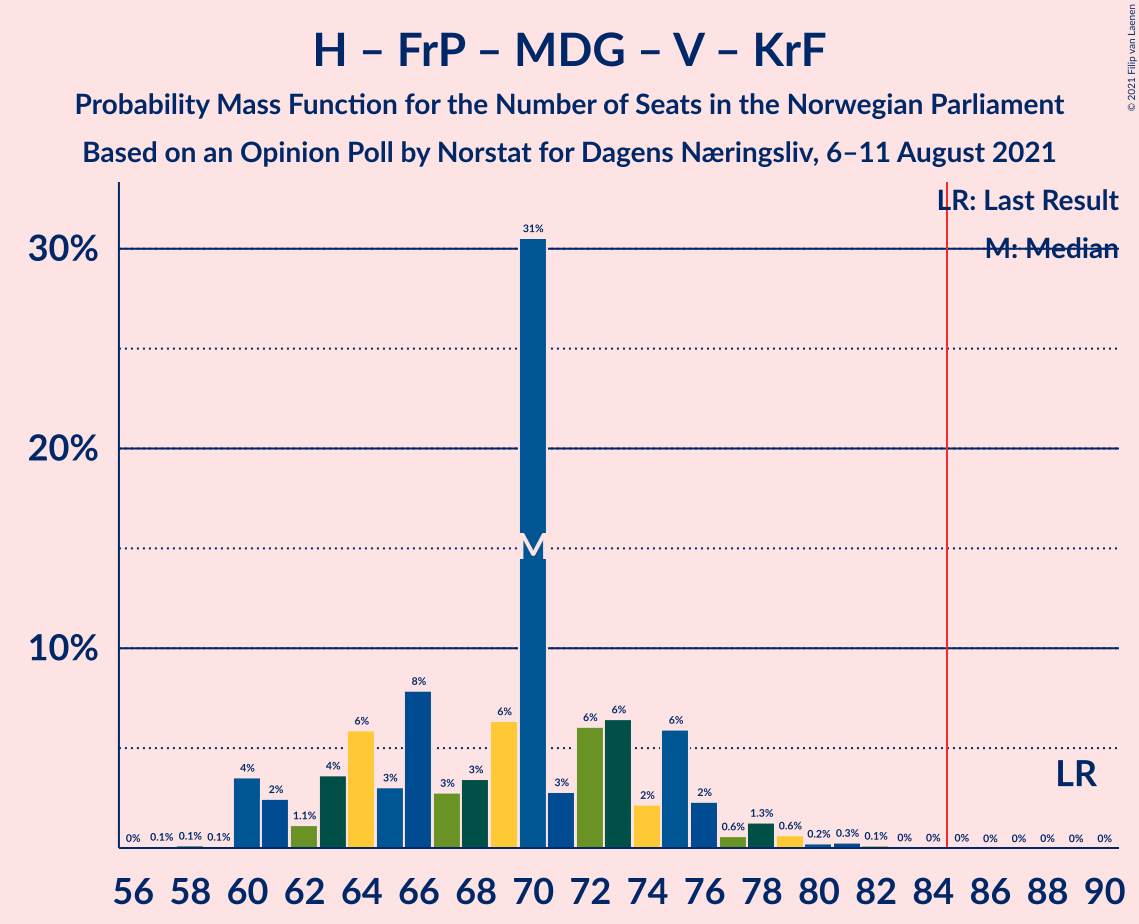 H – FrP – MDG – V – KrF
Probability Mass Function for the Number of Seats in the Norwegian Parliament
Based on an Opinion Poll by Norstat for Dagens Næringsliv, 6–11 August 2021
© 2021 Filip van Laenen
LR: Last Result
M: Median
30%
20%
10%
0% 0.1% 0.1% 0.1% 4% 2% 1.1% 4% 6% 3% 8% 3% 3% 6% 31% 3% 6% 6% 2% 6% 2% 0.6% 1.3% 0.6% 0.2% 0.3% 0.1% 0% 0% 0% 0% 0% 0% 0% 0%
M
LR
56 58 60 62 64 66 68 70 72 74 76 78 80 82 84 86 88 90